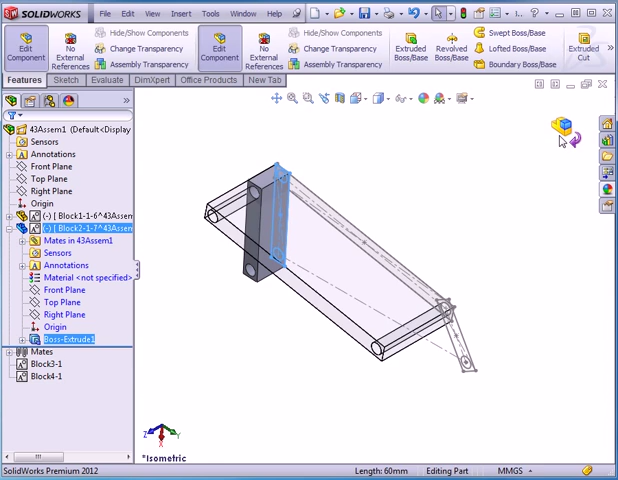 SOLIDWORKS File Edit View Insert Tools Window Help
Edit Component
No External References
Hide/Show Components
Change Transparency
Assembly Transparency
Edit Component
No External References
Hide/Show Components
Change Transparency
Assembly Transparency
Extruded Boss/Base
Revolved Boss/Base
Swept Boss/Base
Lofted Boss/Base
Boundary Boss/Base
Extruded Cut
Features Sketch Evaluate DimXpert Office Products New Tab
43Assem1 (Default<Display
Sensors
Annotations
Front Plane
Top Plane
Right Plane
Origin
(-) [ Block1-1-6^43Assem
(-) [ Block2-1-7^43Assem
Mates in 43Assem1
Sensors
Annotations
Material <not specified>
Front Plane
Top Plane
Right Plane
Origin
Boss-Extrude1
Mates
Block3-1
Block4-1
Z X Y
*Isometric
SolidWorks Premium 2012 Length: 60mm Editing Part MMGS